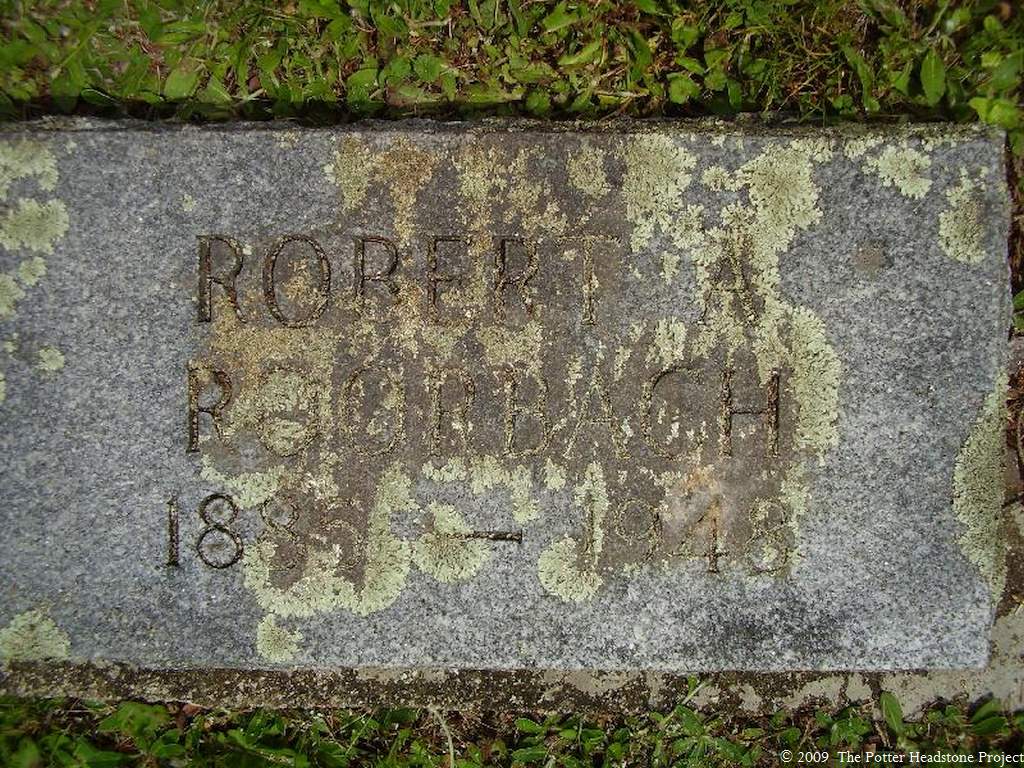 ROBERT A
ROORBACH
1885 — 1948
© 2009 The Potter Headstone Project